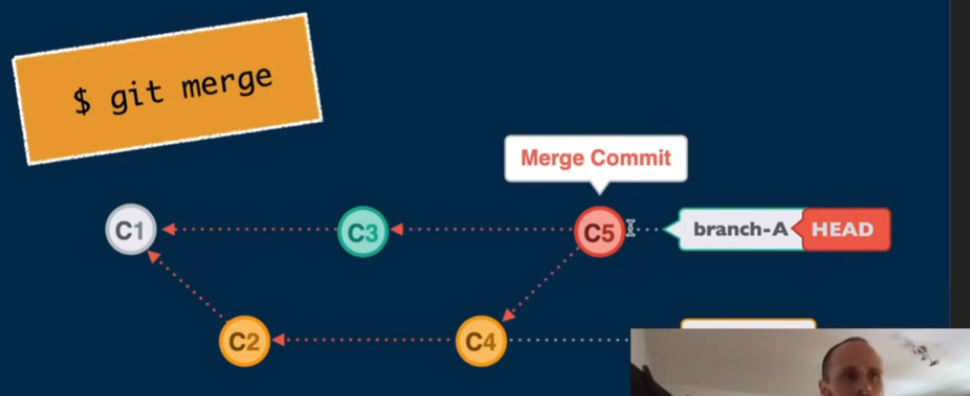 $ git merge
Merge Commit
C1
C3
C5
branch-A
HEAD
C2
C4